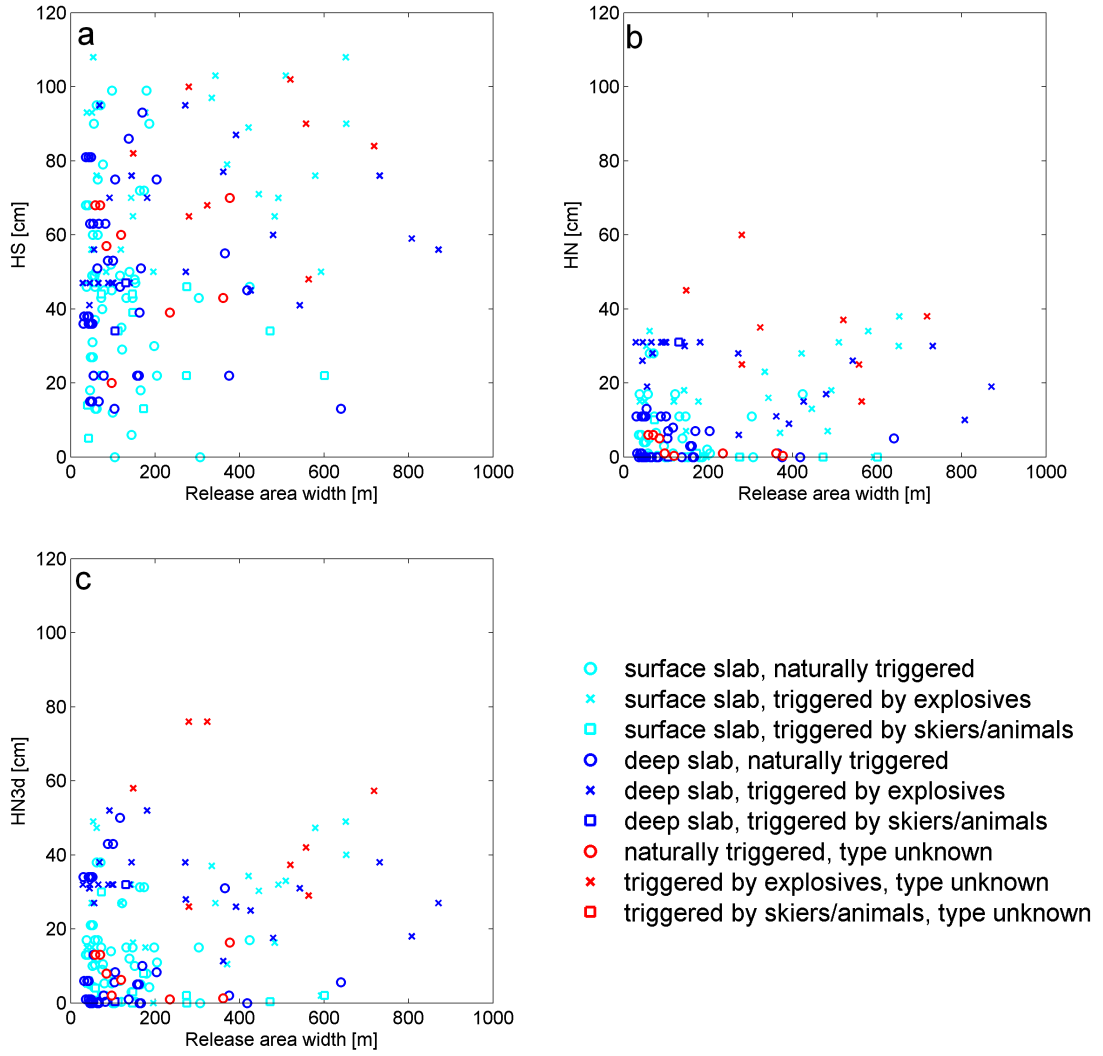 a
120
100
80
60
40
20
0
HS [cm]
0 200 400 600 800 1000
Release area width [m]
b
120
100
80
60
40
20
0
HN [cm]
0 200 400 600 800 1000
Release area width [m]
c
120
100
80
60
40
20
0
HN3d [cm]
0 200 400 600 800 1000
Release area width [m]
surface slab, naturally triggered
surface slab, triggered by explosives
surface slab, triggered by skiers/animals
deep slab, naturally triggered
deep slab, triggered by explosives
deep slab, triggered by skiers/animals
naturally triggered, type unknown
triggered by explosives, type unknown
triggered by skiers/animals, type unknown